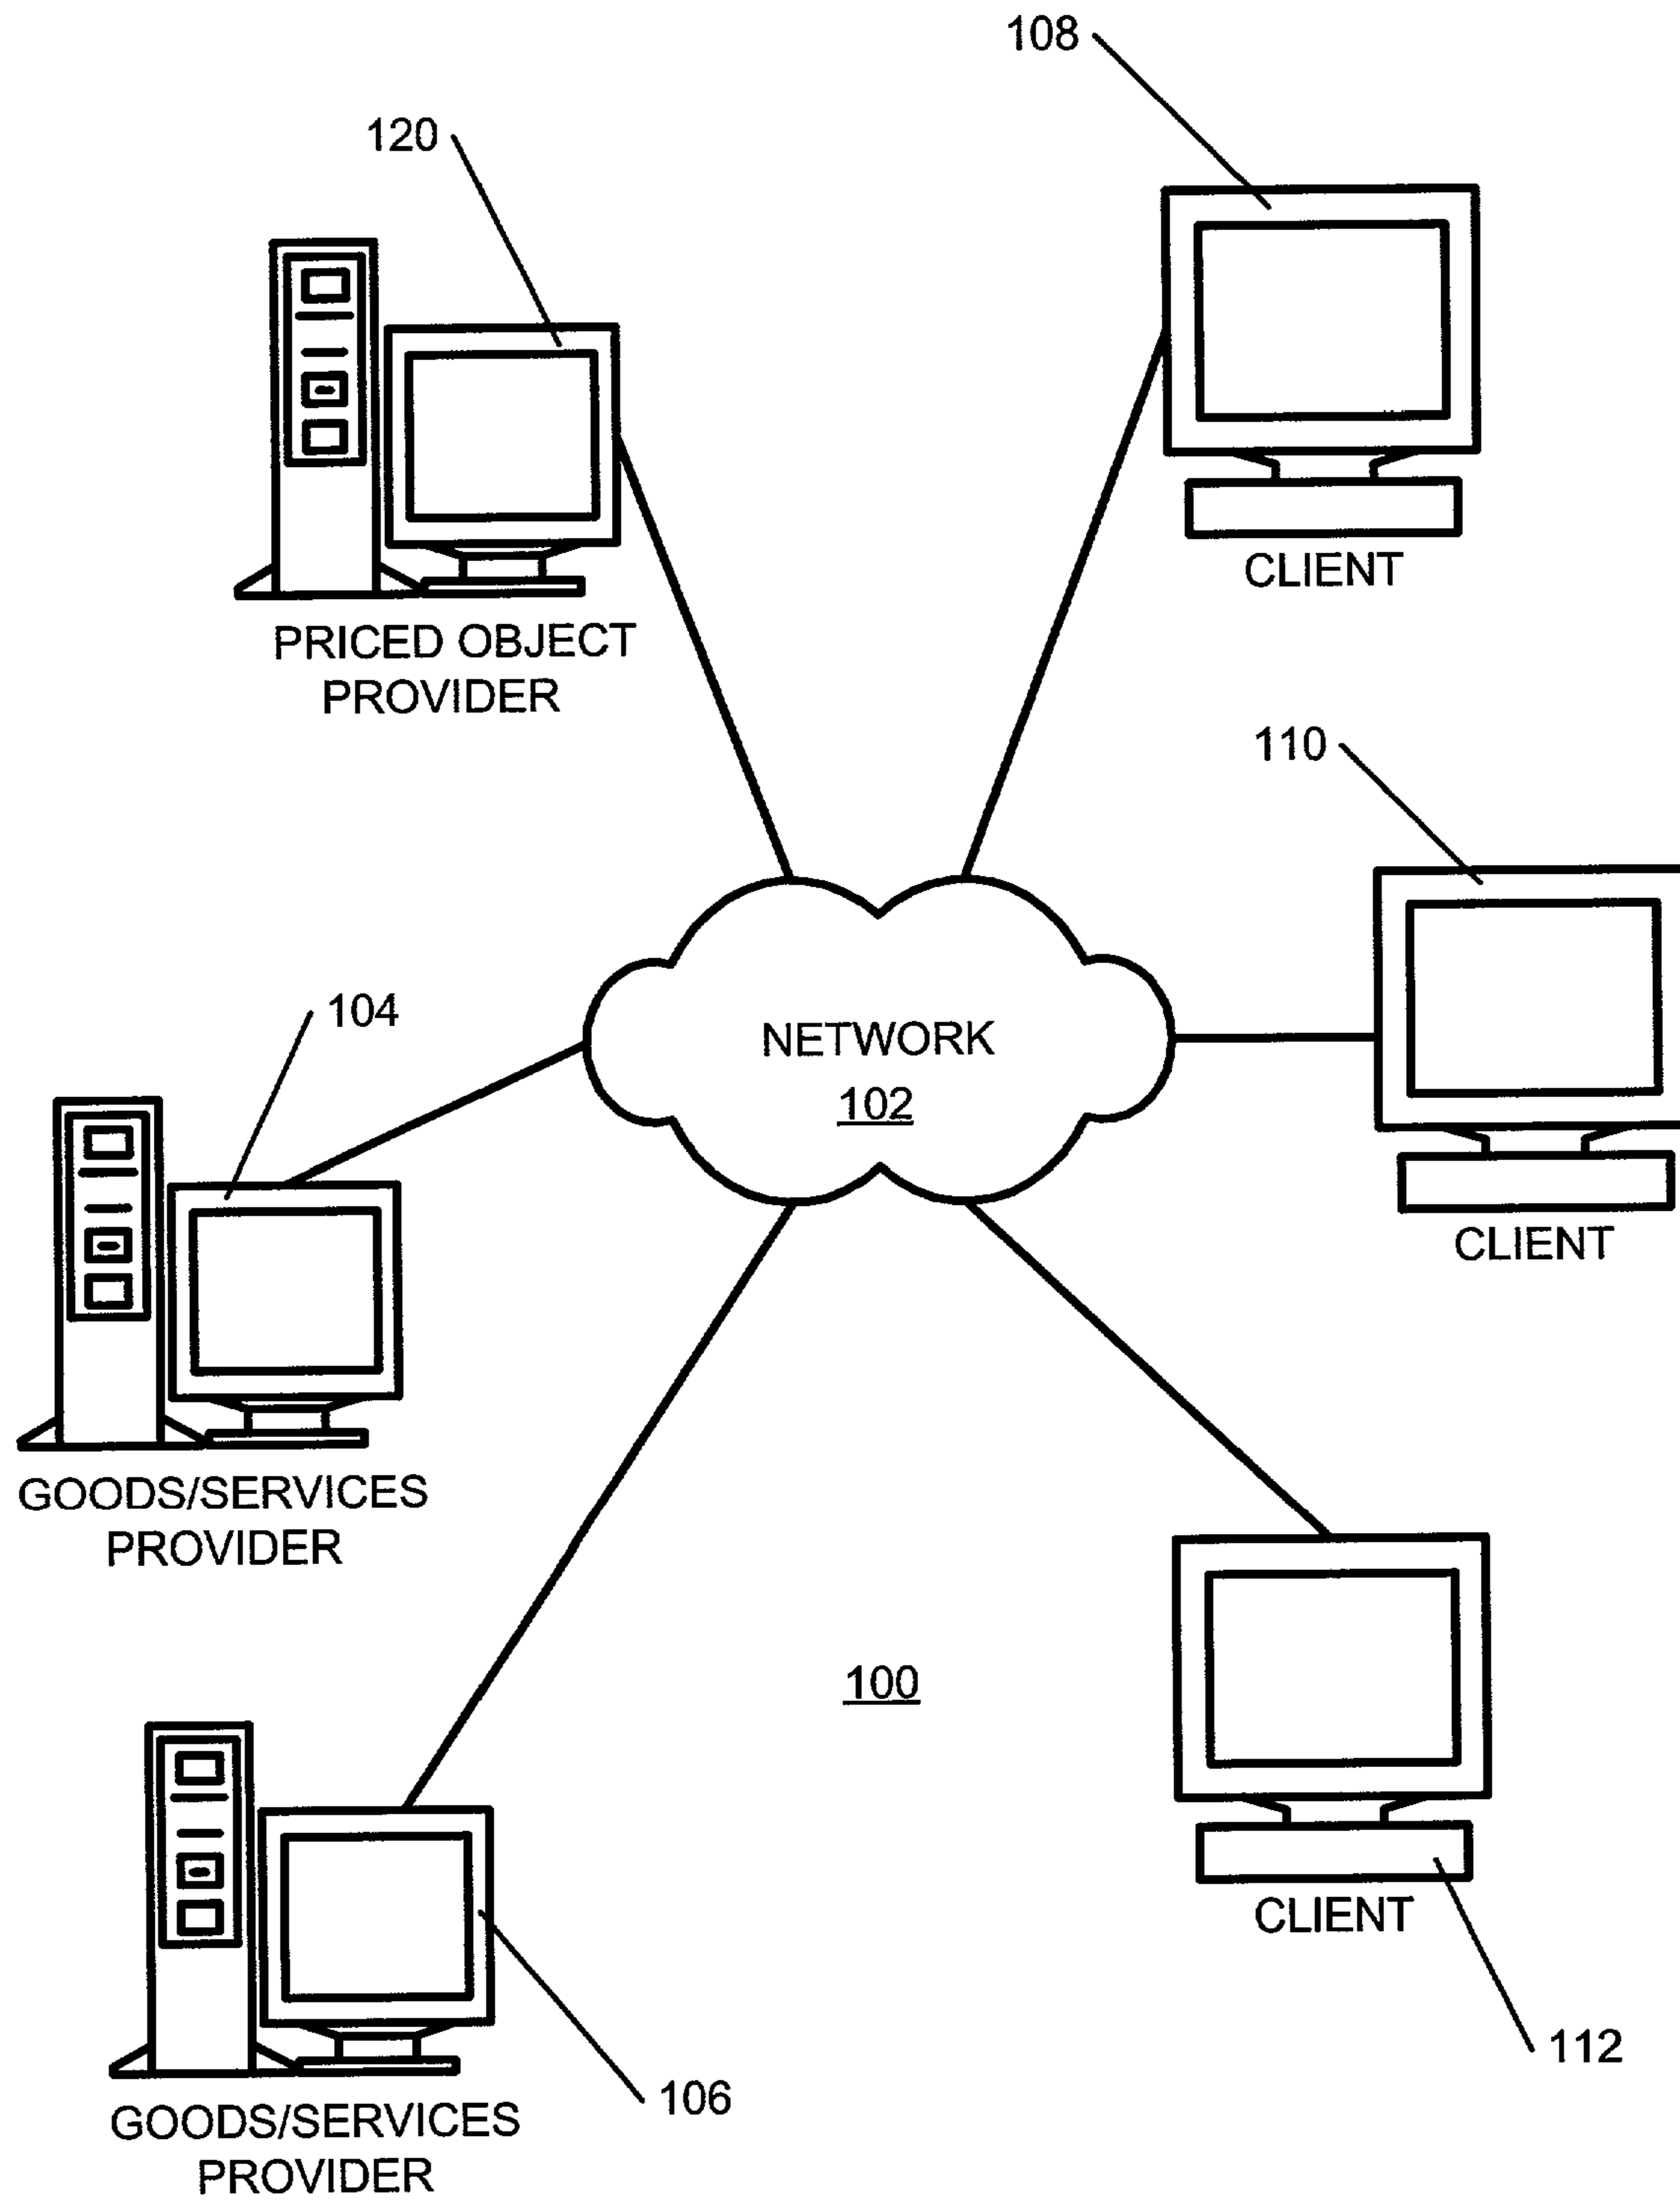 108
120
CLIENT
PRICED OBJECT
PROVIDER
110
104
NETWORK
102
CLIENT
GOODS/SERVICES
PROVIDER
100
CLIENT
112
106
GOODS/SERVICES
PROVIDER